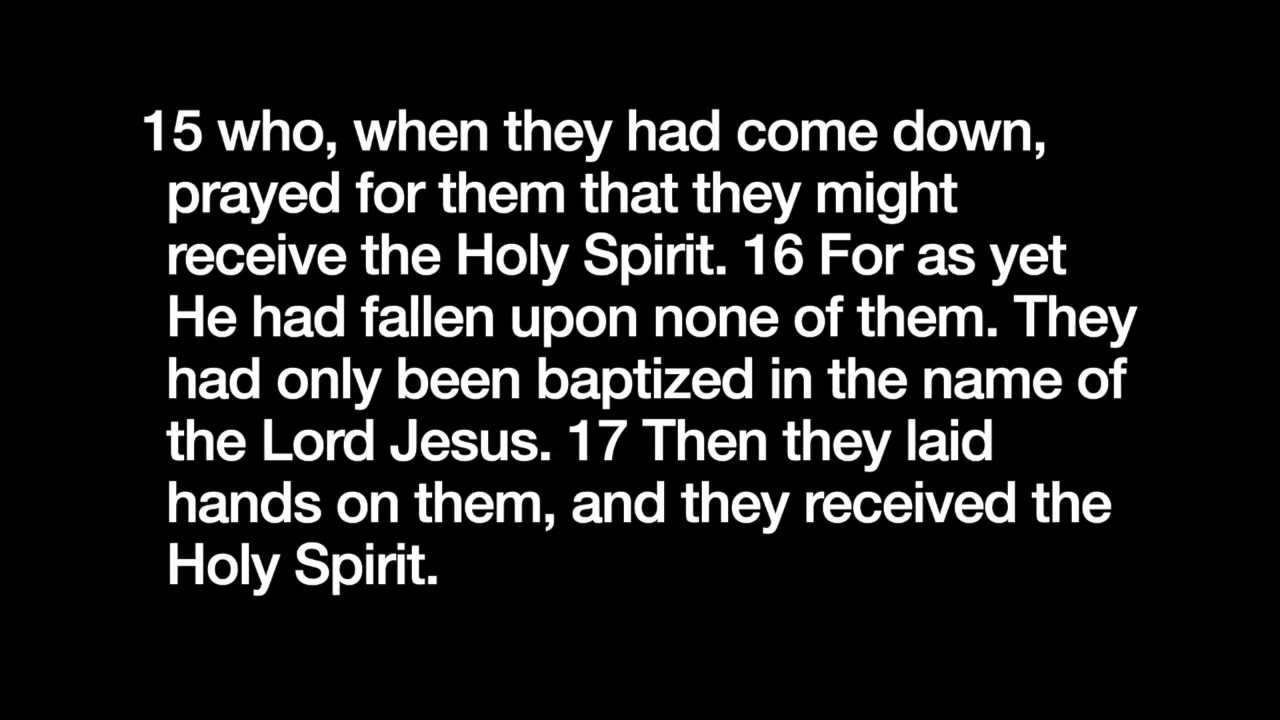 15 who, when they had come down,
prayed for them that they might
receive the Holy Spirit. 16 For as yet
He had fallen upon none of them. They
had only been baptized in the name of
the Lord Jesus. 17 Then they laid
hands on them, and they received the
Holy Spirit.